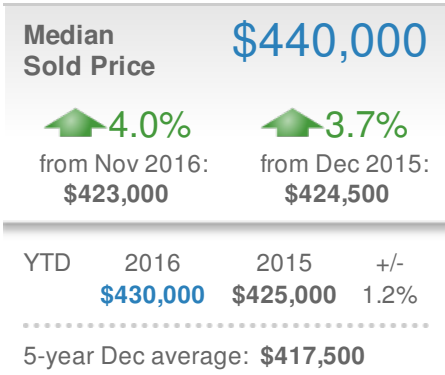 Median
Sold Price
$440,000
4.0%
3.7%
from Nov 2016:
from Dec 2015:
$423,000
$424,500
YTD 2016 2015 +/-
$430,000 $425,000 1.2%
5-year Dec average: $417,500